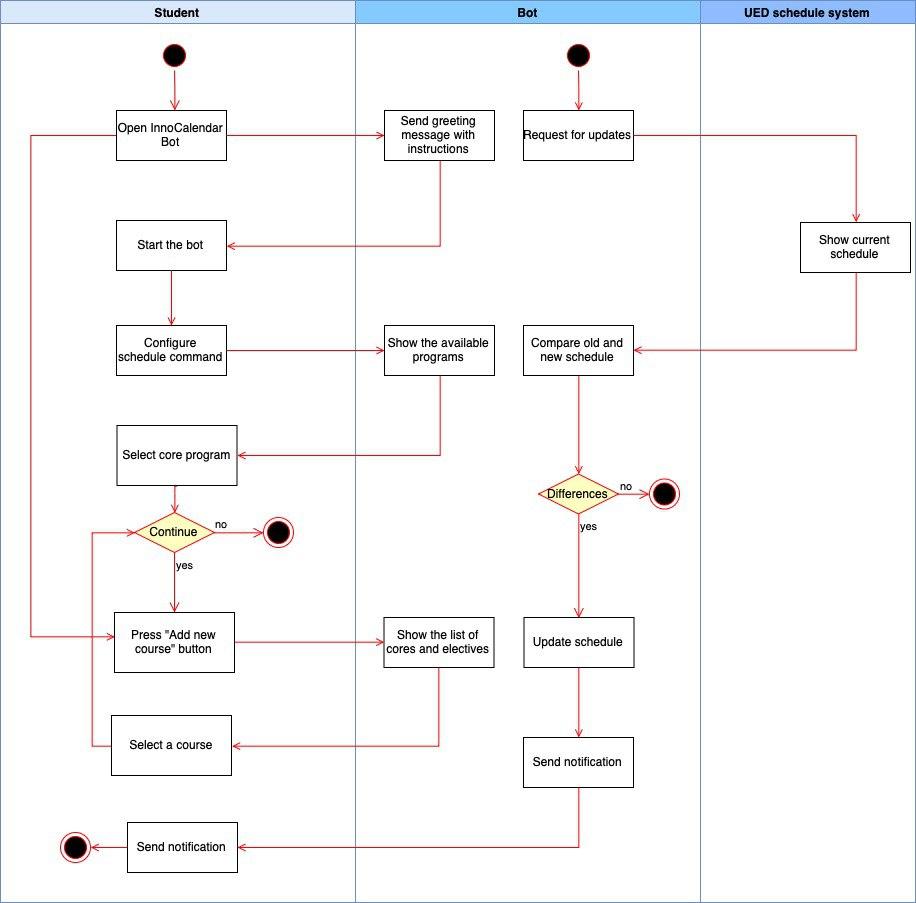 Student
Bot
UED schedule system
Open InnoCalendar
Bot
Send greeting
message with
instructions
Request for updates
Start the bot
Show current
schedule
Configure
schedule command
Show the available
programs
Compare old and
new schedule
Select core program
Differences
no
Continue
no
yes
yes
Press "Add new
course" button
Show the list of
cores and electives
Update schedule
Select a course
Send notification
Send notification